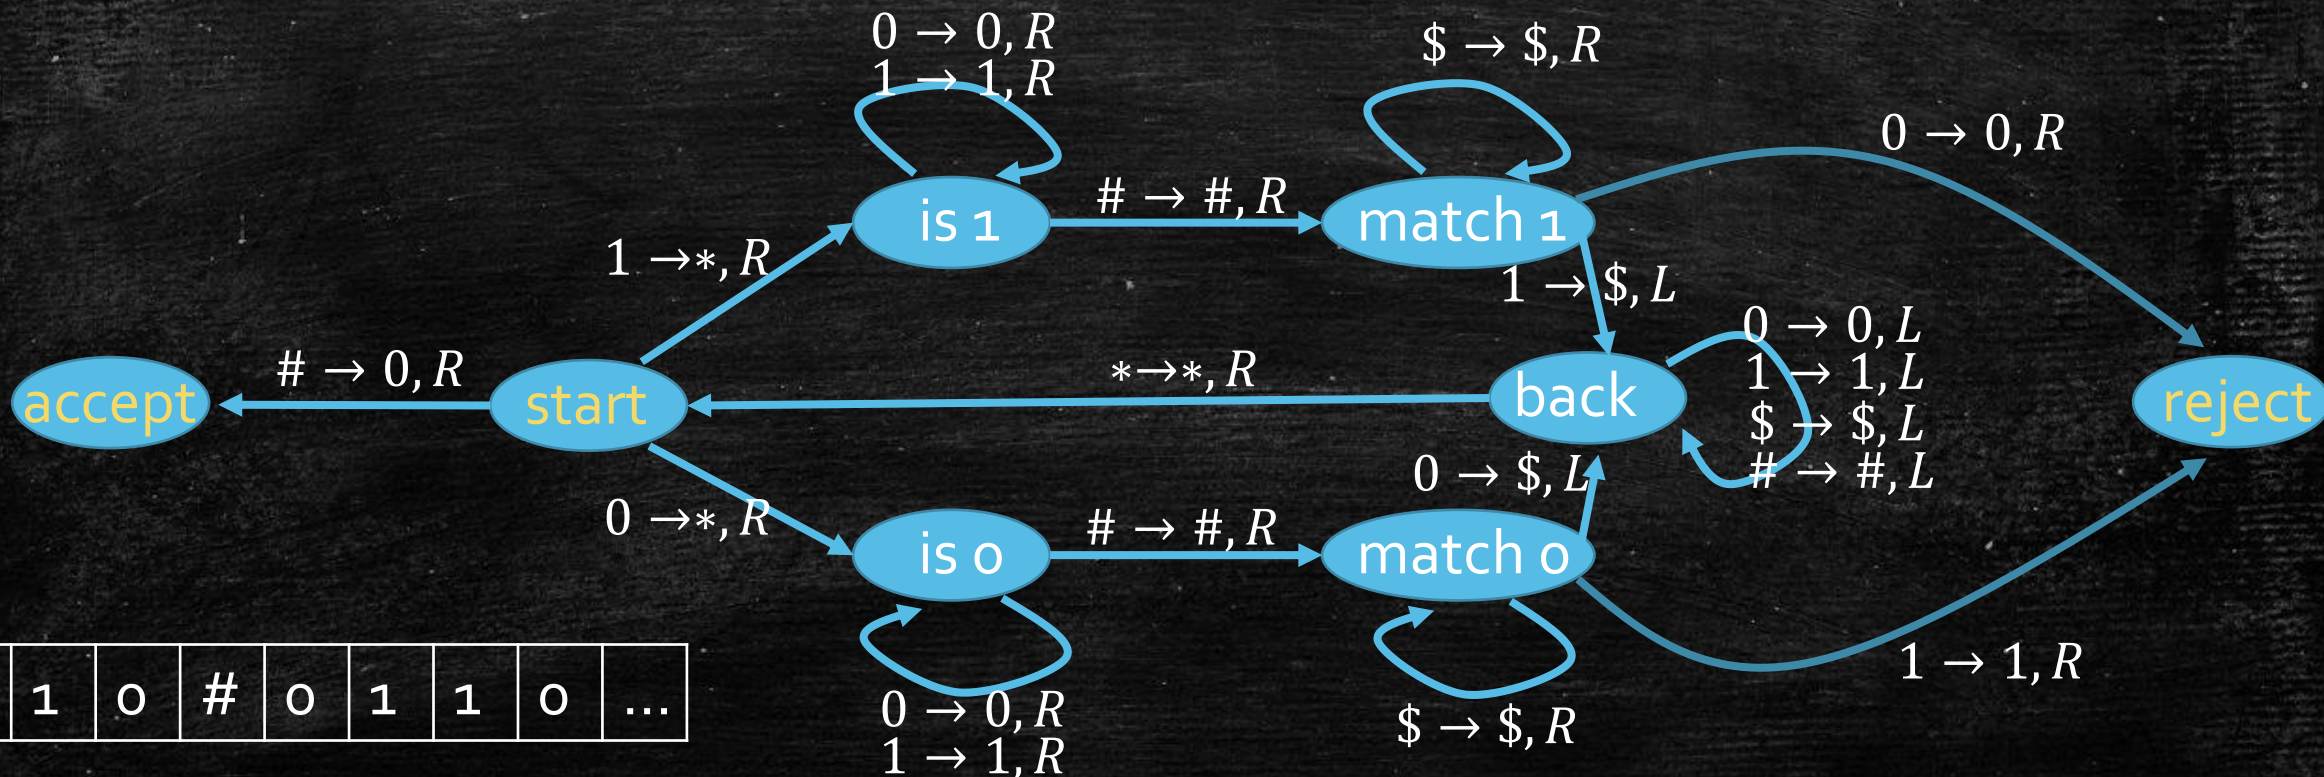 0 → 0, R
1 → 1, R
$ → $, R
0 → 0, R
is 1
# → #, R
match 1
1 →*, R
1 → $, L
accept
# → 0, R
start
*→*, R
back
0 → 0, L
1 → 1, L
$ → $, L
# → #, L
reject
0 → $, L
0 →*, R
is 0
# → #, R
match 0
1 → 1, R
1 0 # 0 1 1 0 ...
0 → 0, R
1 → 1, R
$ → $, R